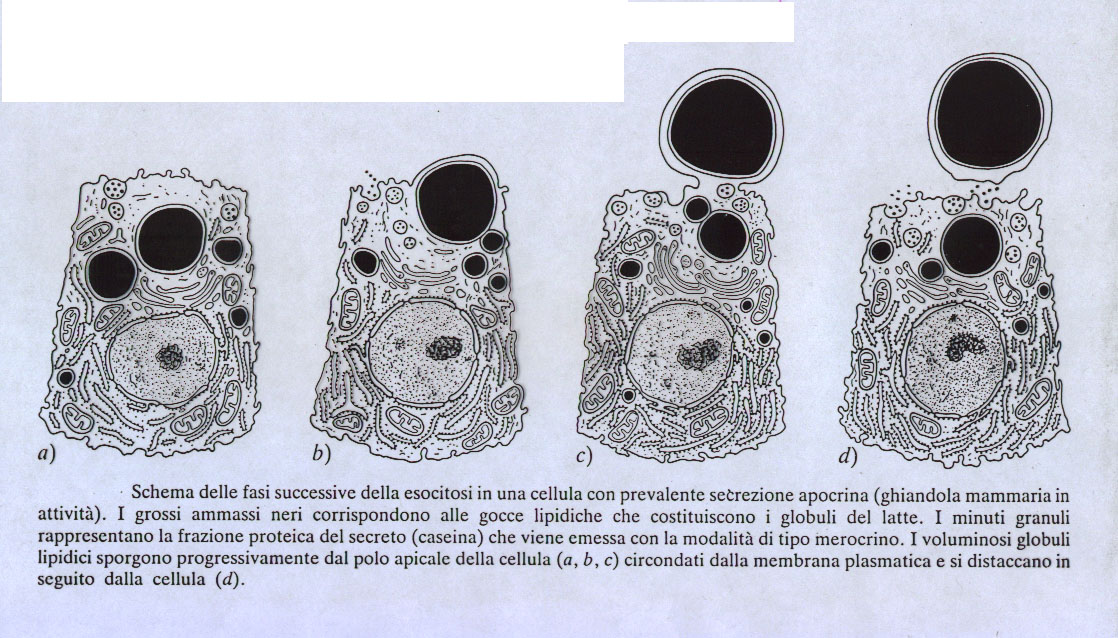 a)
b)
c)
d)
Schema delle fasi successive della esocitosi in una cellula con prevalente secrezione apocrina (ghiandola mammaria in
attività). I grossi ammassi neri corrispondono alle gocce lipidiche che costituiscono i globuli del latte. I minuti granuli
rappresentano la frazione proteica del secreto (caseina) che viene emessa con la modalità di tipo merocrino. I voluminosi globuli
lipidici sporgono progressivamente dal polo apicale della cellula (a, b, c) circondati dalla membrana plasmatica e si distaccano in
seguito dalla cellula (d).